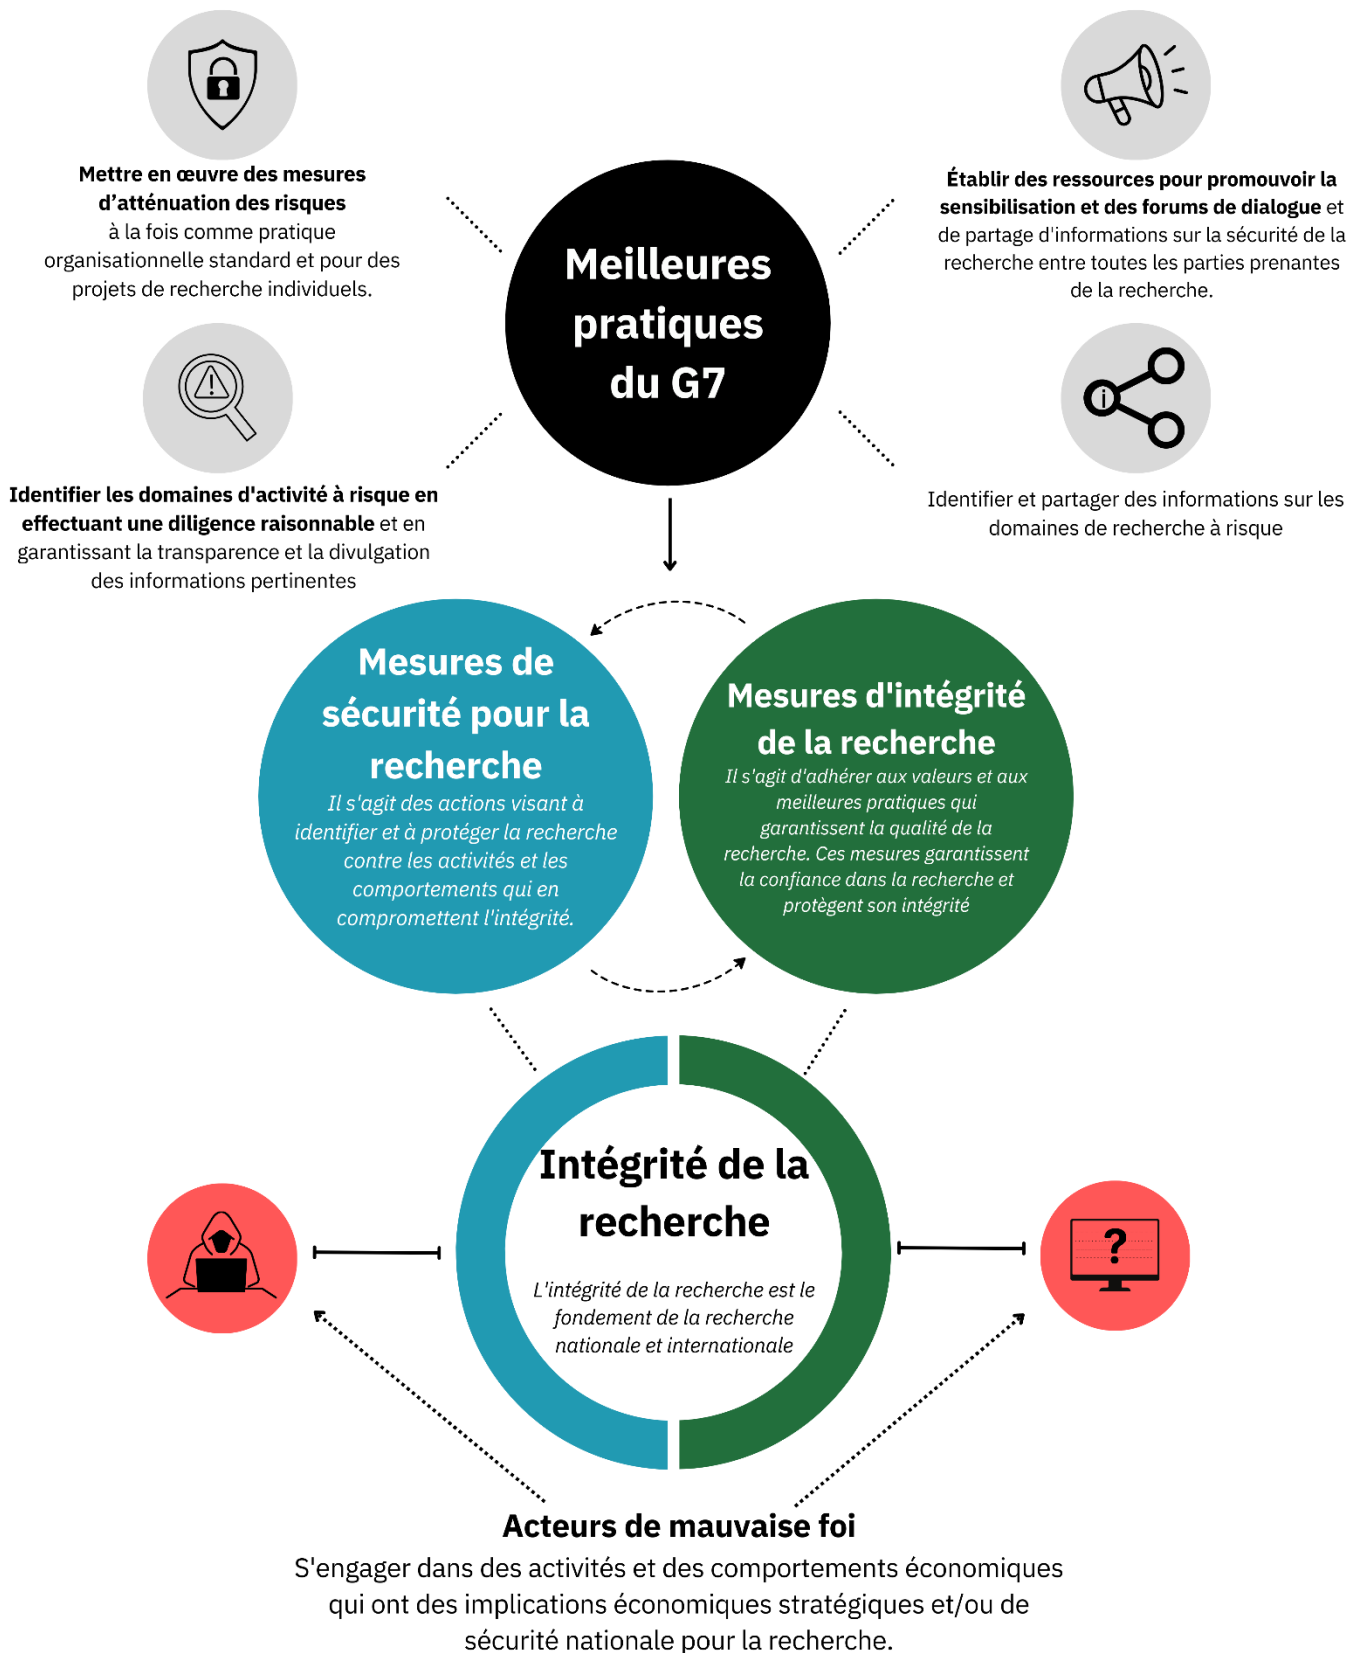 Mettre en œuvre des mesures
d’atténuation des risques
à la fois comme pratique
organisationnelle standard et pour des
projets de recherche individuels.
Établir des ressources pour promouvoir la
sensibilisation et des forums de dialogue et
de partage d'informations sur la sécurité de la
recherche entre toutes les parties prenantes
de la recherche.
Meilleures
pratiques
du G7
Identifier les domaines d'activité à risque en
effectuant une diligence raisonnable et en
garantissant la transparence et la divulgation
des informations pertinentes
i
Identifier et partager des informations sur les
domaines de recherche à risque
Mesures de
sécurité pour la
recherche
Il s'agit des actions visant à
identifier et à protéger la recherche
contre les activités et les
comportements qui en
compromettent l'intégrité.
Mesures d'intégrité
de la recherche
Il s'agit d'adhérer aux valeurs et aux
meilleures pratiques qui
garantissent la qualité de la
recherche. Ces mesures garantissent
la confiance dans la recherche et
protègent son intégrité
Intégrité de la
recherche
L'intégrité de la recherche est le
fondement de la recherche
nationale et internationale
?
Acteurs de mauvaise foi
S'engager dans des activités et des comportements économiques
qui ont des implications économiques stratégiques et/ou de
sécurité nationale pour la recherche.